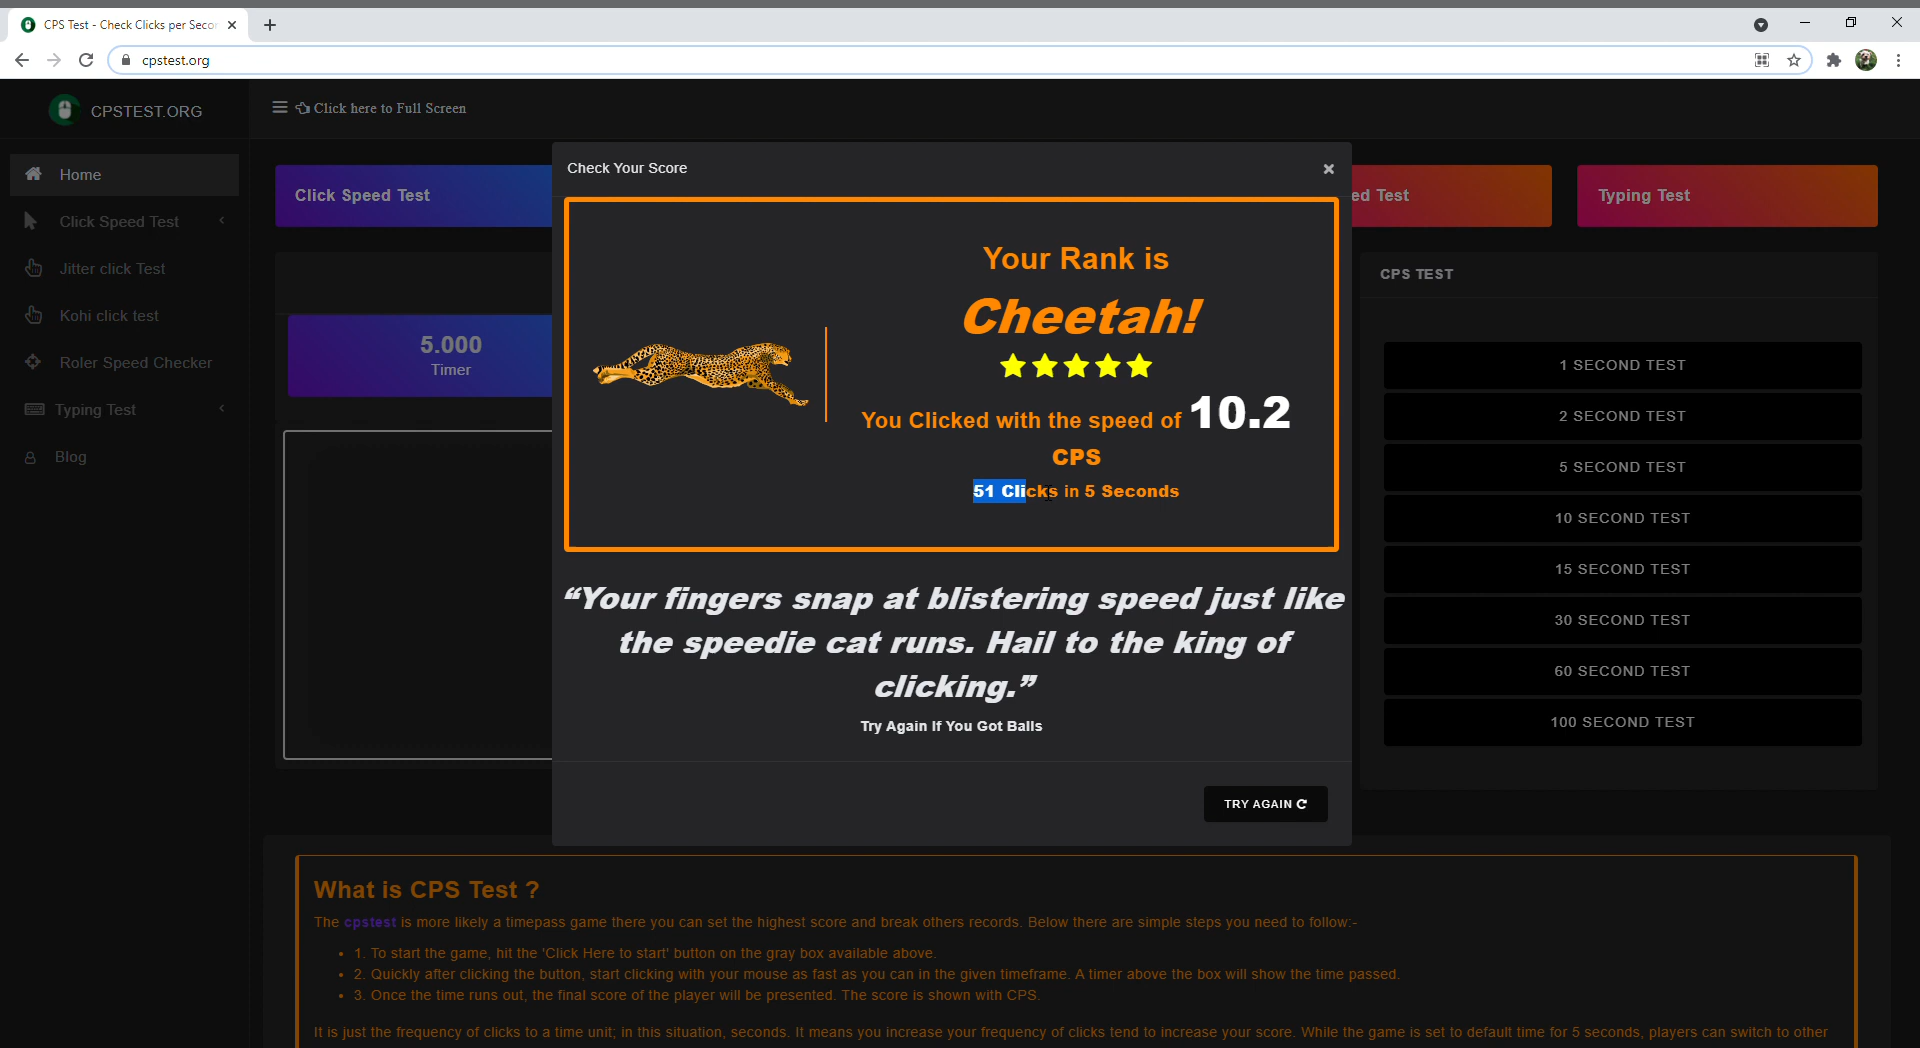 CPS Test - Check Clicks per Secon
cpstest.org
CPSTEST.ORG
Click here to Full Screen
Home
Click Speed Test
Jitter click Test
Kohi click test
Roler Speed Checker
Typing Test
Blog
Click Speed Test
ed Test
Typing Test
5.000
Timer
Check Your Score
Your Rank is
Cheetah!
You Clicked with the speed of 10.2
CPS
51 Clicks in 5 Seconds
“Your fingers snap at blistering speed just like
the speedie cat runs. Hail to the king of
clicking.”
Try Again If You Got Balls
TRY AGAIN
CPS TEST
1 SECOND TEST
2 SECOND TEST
5 SECOND TEST
10 SECOND TEST
15 SECOND TEST
30 SECOND TEST
60 SECOND TEST
100 SECOND TEST
What is CPS Test ?
The cpstest is more likely a timepass game there you can set the highest score and break others records. Below there are simple steps you need to follow:-
• 1. To start the game, hit the 'Click Here to start' button on the gray box available above.
• 2. Quickly after clicking the button, start clicking with your mouse as fast as you can in the given timeframe. A timer above the box will show the time passed.
• 3. Once the time runs out, the final score of the player will be presented. The score is shown with CPS.
It is just the frequency of clicks to a time unit; in this situation, seconds. It means you increase your frequency of clicks tend to increase your score. While the game is set to default time for 5 seconds, players can switch to other